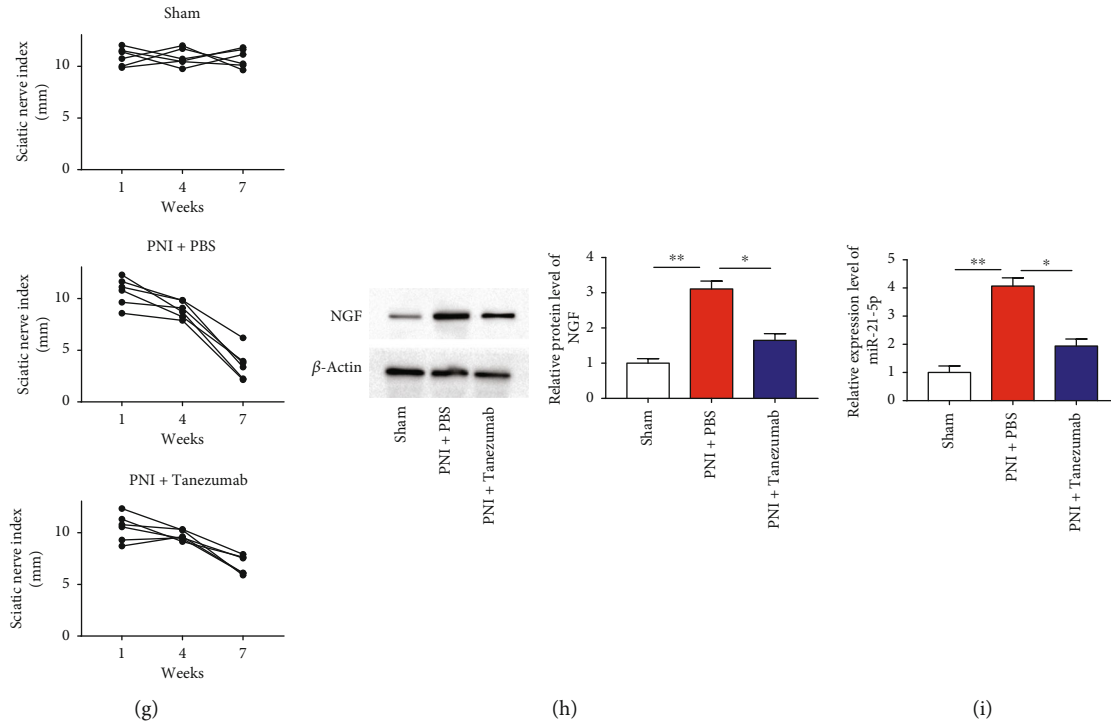 Sham
Sciatic nerve index
(mm)
10
5
0
1 4 7
Weeks
PNI + PBS
Sciatic nerve index
(mm)
10
5
0
1 4 7
Weeks
PNI + Tanezumab
Sciatic nerve index
(mm)
10
5
0
1 4 7
Weeks
(g)
NGF
β-Actin
Sham
PNI + PBS
PNI + Tanezumab
Relative protein level of
NGF
4
3
2
1
0
** *
Sham
PNI + PBS
PNI + Tanezumab
(h)
Relative expression level of
miR-21-5p
5
4
3
2
1
0
** *
Sham
PNI + PBS
PNI + Tanezumab
(i)